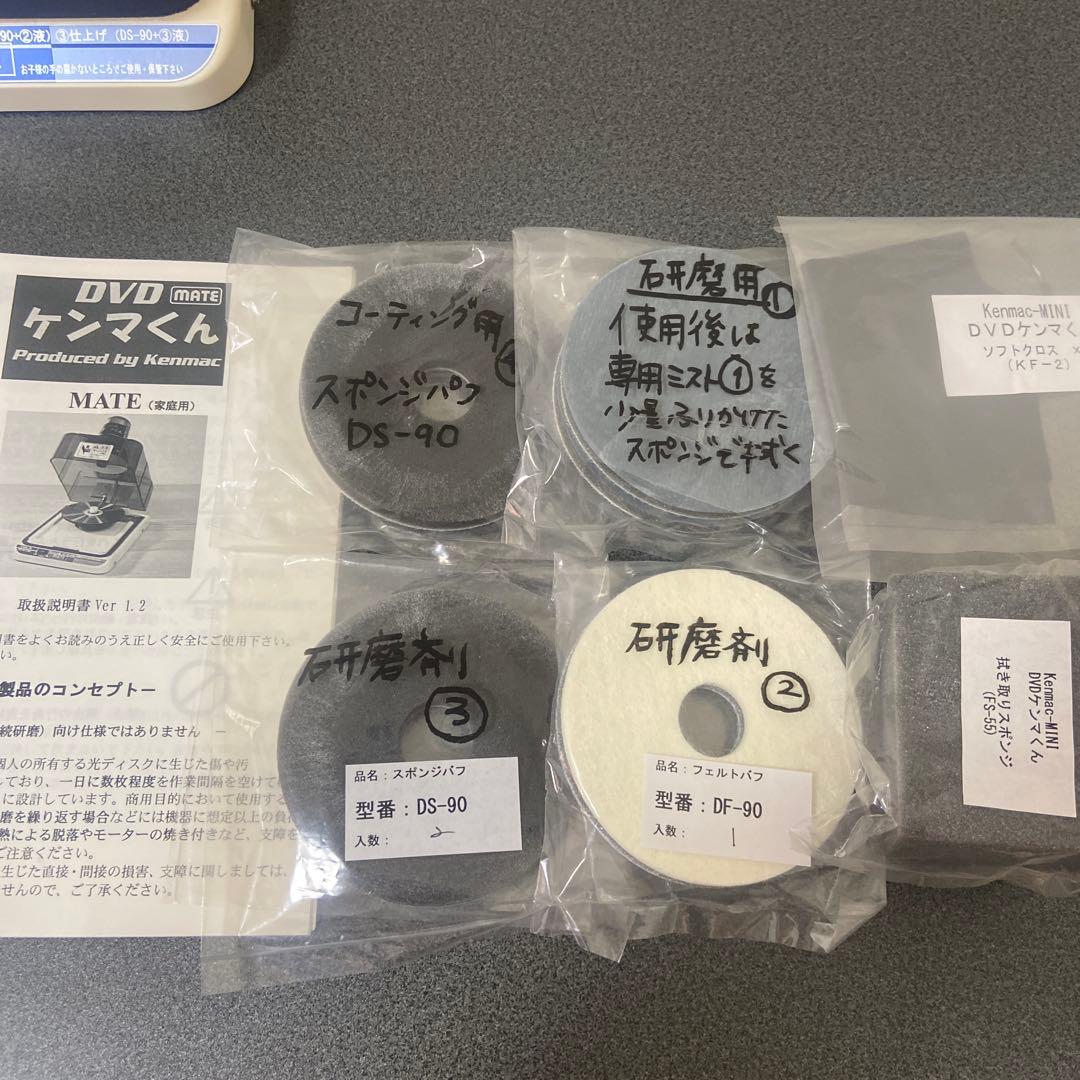 90+②液) ③仕上げ (DS-90+③液)
お子様の手の届かないところでご使用・保管下さい
DVD MATE
ケンマくん
Produced by Kenmac
MATE (家庭用)
取扱説明書 Ver 1.2
書をよくお読みのうえ正しく安全にご使用下さい。
い。
製品のコンセプトー
続研磨) 向け仕様ではありません －
個人の所有する光ディスクに生じた傷や汚
しており、一日に数枚程度を作業間隔を空けて
に設計しています。商用目的において使用する
磨を繰り返す場合などには機器に想定以上の負荷
熱による脱落やモーターの焼き付きなど、支障を
ご注意ください。
生じた直接・間接の損害、支障に関しましては、
せんので、ご了承ください。
コーティング用
スポンジバフ
DS-90
研磨用①
使用後は
専用ミスト①を
少量ふりかけた
スポンジで拭く
Kenmac-MINI
DVDケンマく
ソフトクロス ×
(KF-2)
研磨剤
③
品名：スポンジバフ
型番：DS-90
入数： 2
研磨剤
②
品名：フェルトバフ
型番：DF-90
入数： 1
Kenmac-MINI
DVDケンマくん
拭き取りスポンジ
(FS-55)